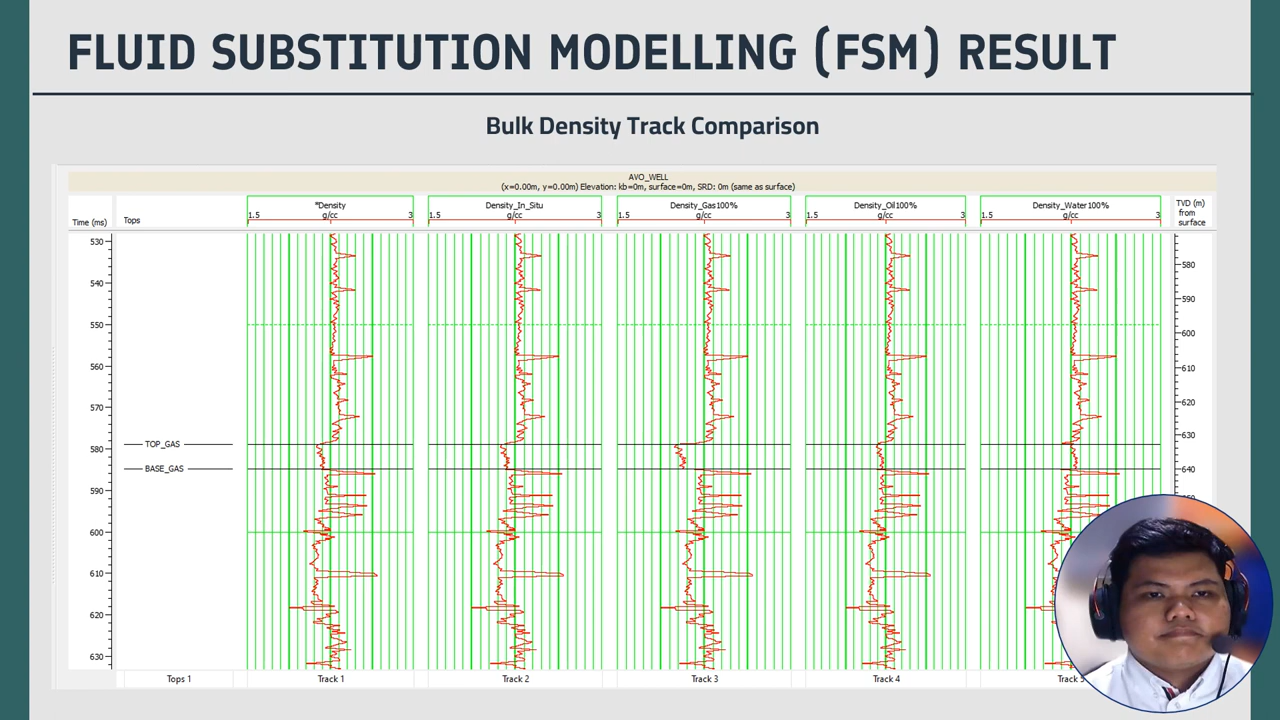 FLUID SUBSTITUTION MODELLING (FSM) RESULT
Bulk Density Track Comparison
AVO_WELL
(x=0.00m, y=0.00m) Elevation: kb=0m, surface=0m, SRD: 0m (same as surface)
Time (ms)
Tops
*Density
1.5 g/cc 3
Density_In_Situ
1.5 g/cc 3
Density_Gas100%
1.5 g/cc 3
Density_Oil100%
1.5 g/cc 3
Density_Water100%
1.5 g/cc 3
TVD (m)
from
surface
530
540
550
560
570
580
590
600
610
620
630
TOP_GAS
BASE_GAS
580
590
600
610
620
630
640
Tops 1
Track 1
Track 2
Track 3
Track 4